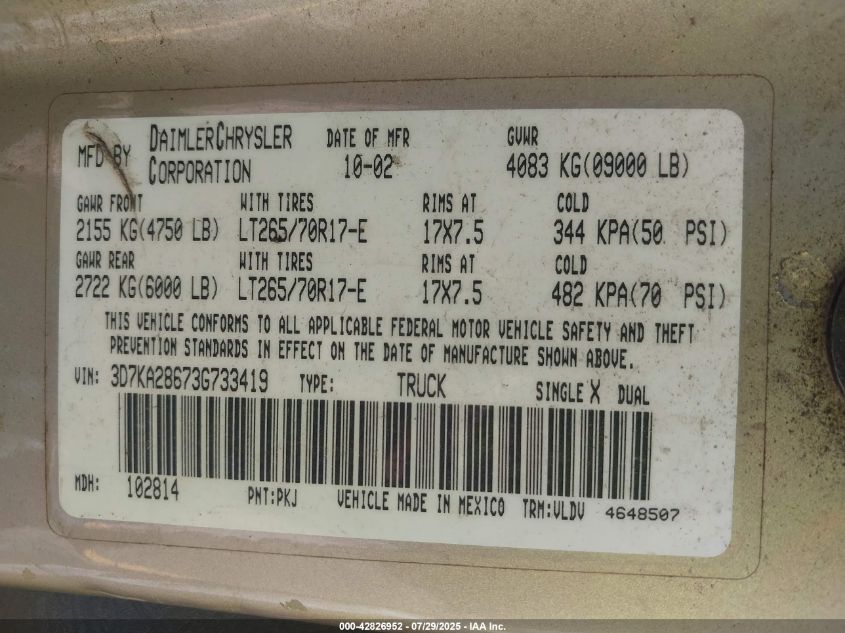 MFD BY DAIMLERCHRYSLER CORPORATION
DATE OF MFR 10-02
GVWR 4083 KG(09000 LB)
GAWR FRONT WITH TIRES RIMS AT COLD
2155 KG(4750 LB) LT265/70R17-E 17X7.5 344 KPA(50 PSI)
GAWR REAR WITH TIRES RIMS AT COLD
2722 KG(6000 LB) LT265/70R17-E 17X7.5 482 KPA(70 PSI)
THIS VEHICLE CONFORMS TO ALL APPLICABLE FEDERAL MOTOR VEHICLE SAFETY AND THEFT
PREVENTION STANDARDS IN EFFECT ON THE DATE OF MANUFACTURE SHOWN ABOVE.
VIN: 3D7KA28673G733419 TYPE: TRUCK SINGLE X DUAL
MDH: 102814 PNT:PKJ VEHICLE MADE IN MEXICO TRM:VLDV 4648507
000-42826952 - 07/29/2025 - IAA Inc.